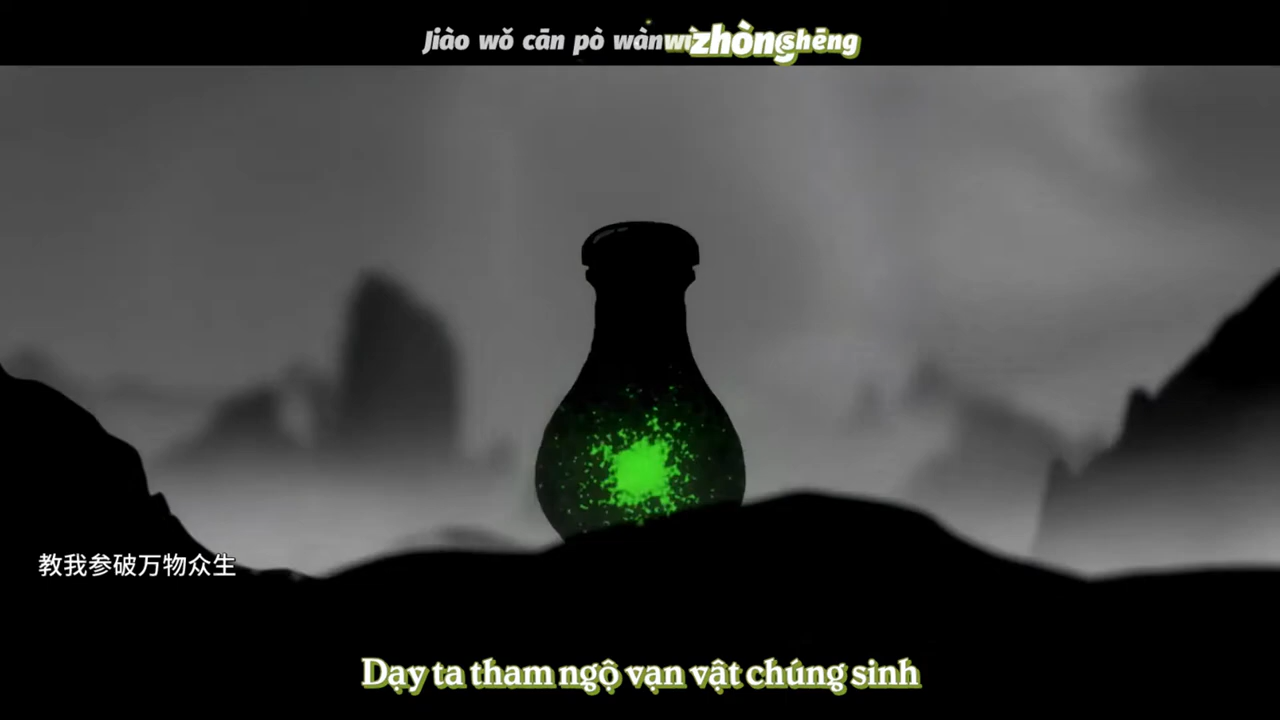 Jiào wǒ cān pò wànwùzhòngshēng
教我参破万物众生
Dạy ta tham ngộ vạn vật chúng sinh